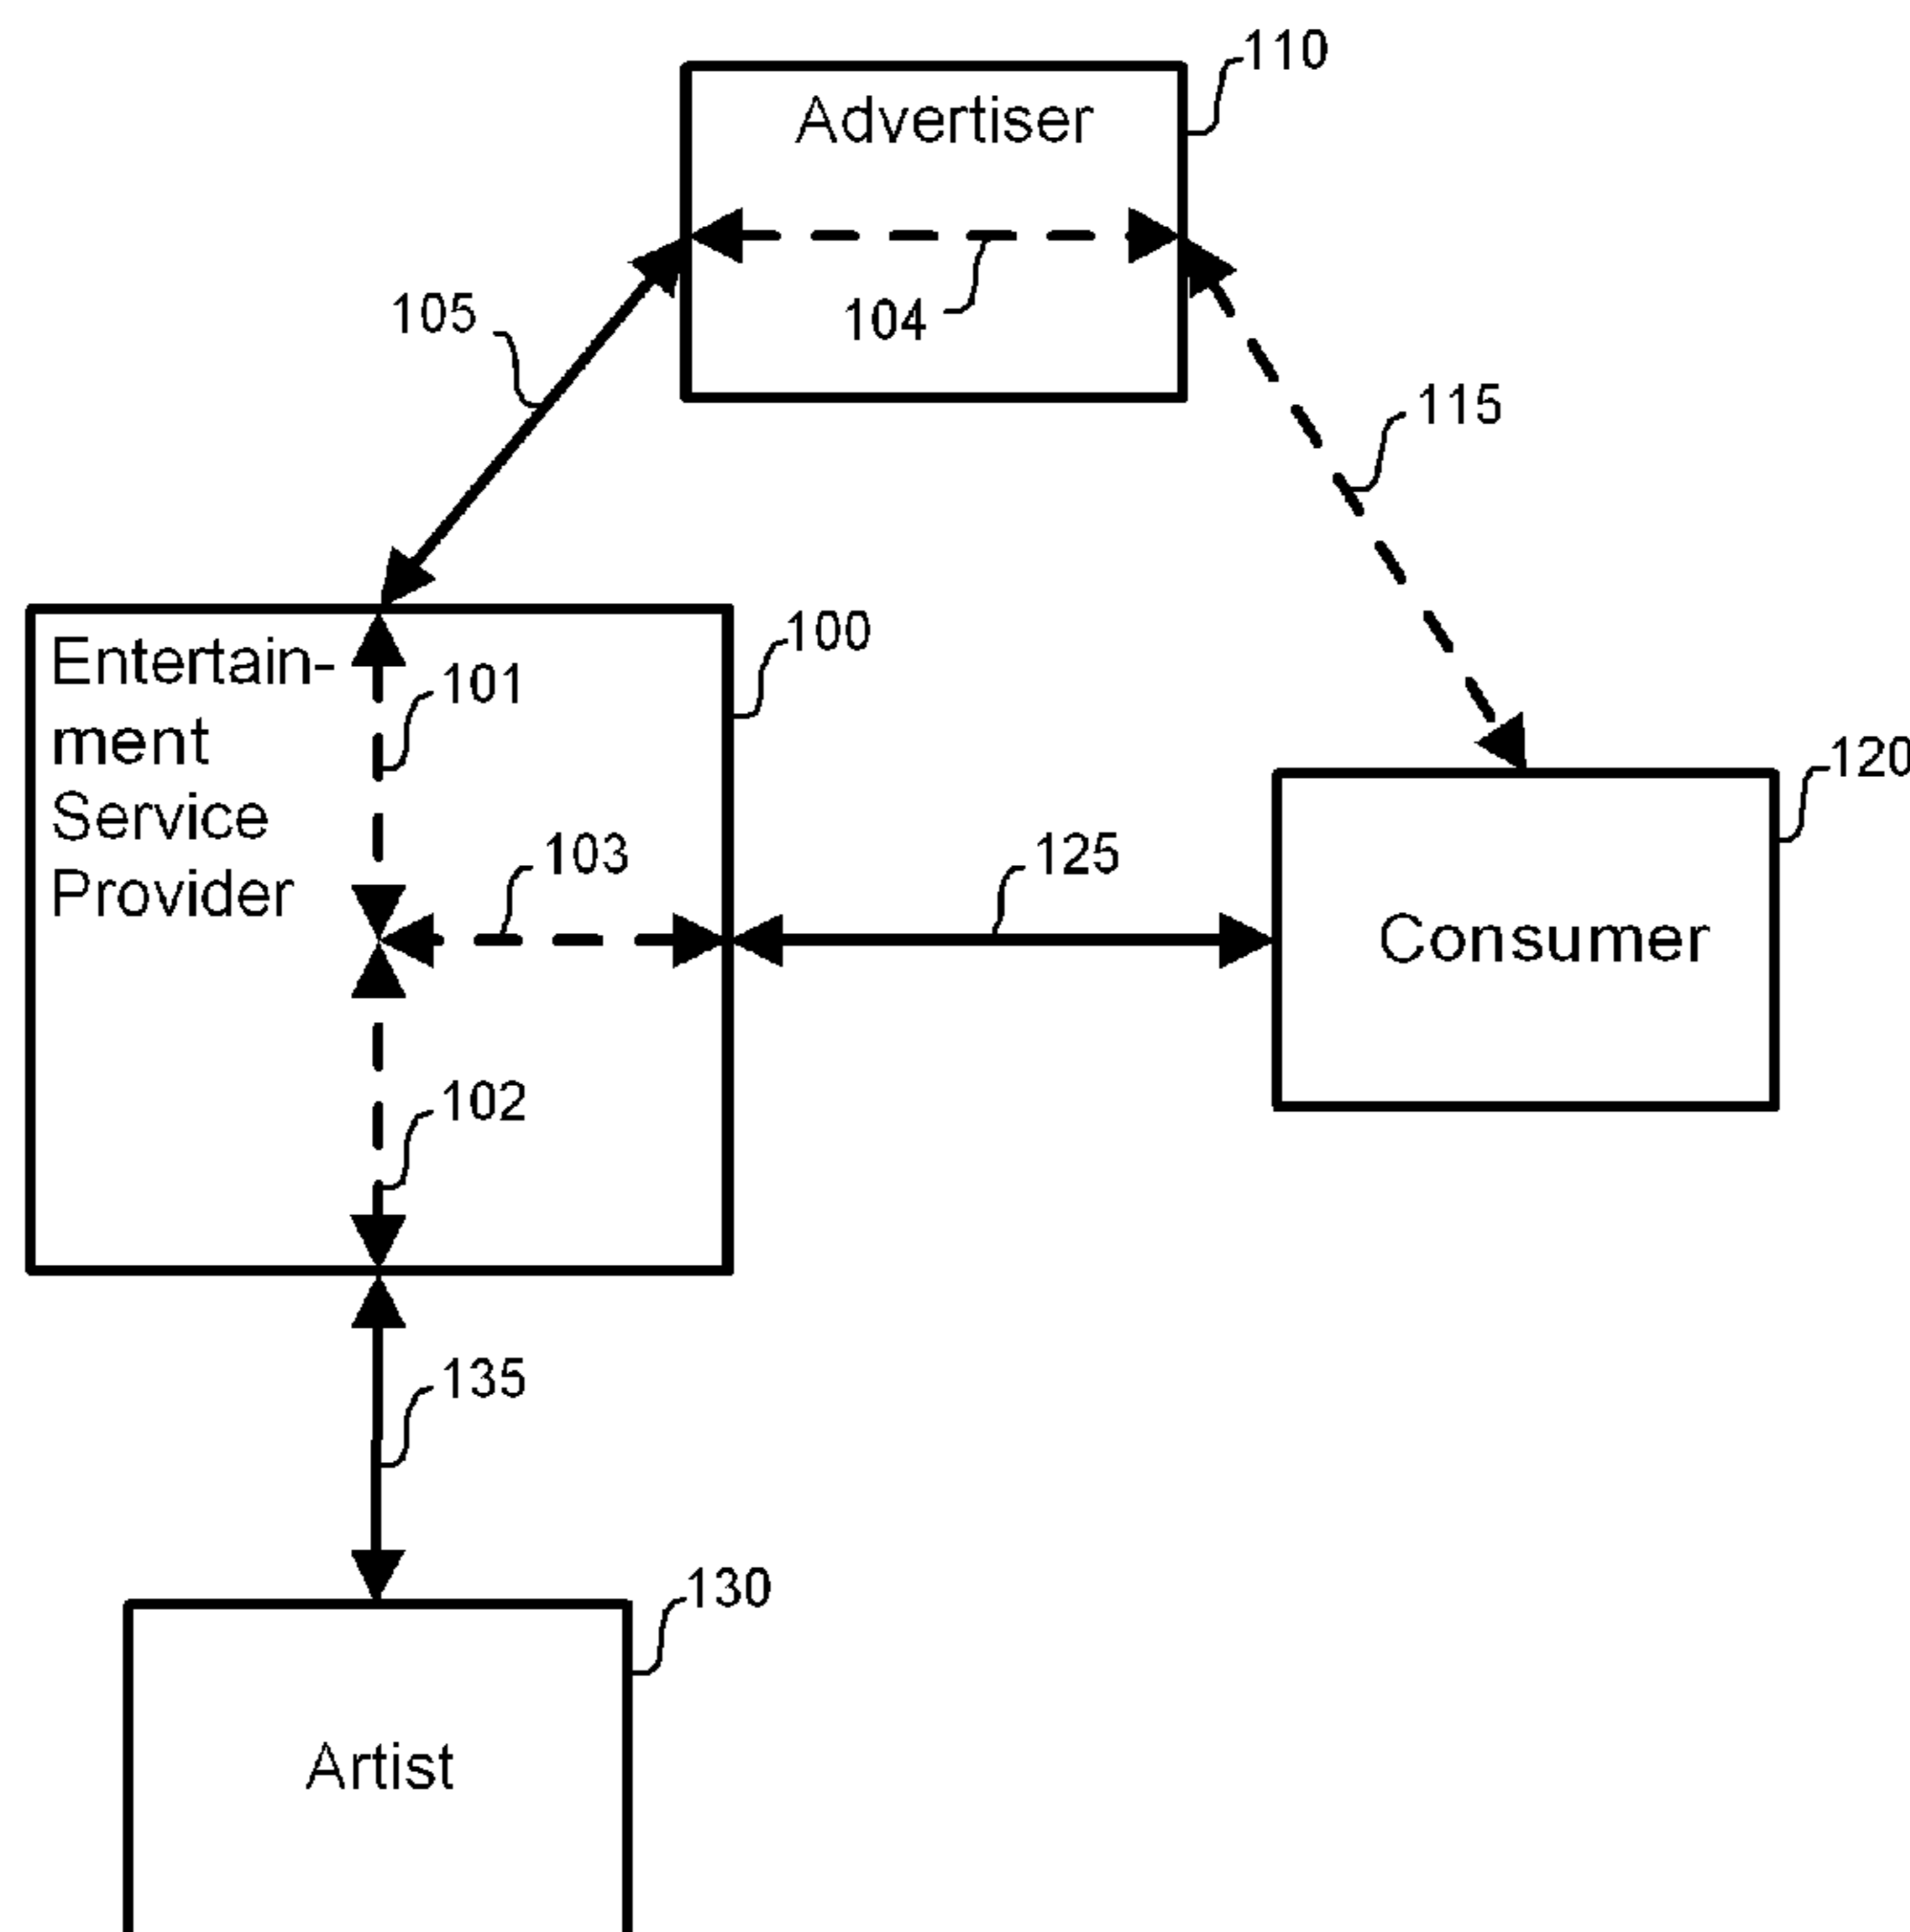 110
Advertiser
104
105
115
100
Entertain-
ment
Service
Provider
101
120
103
125
Consumer
102
135
130
Artist